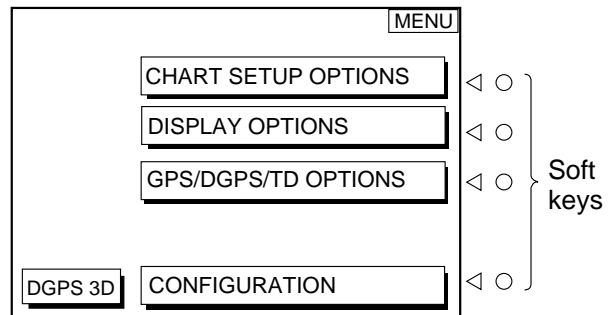 MENU
CHART SETUP OPTIONS
DISPLAY OPTIONS
GPS/DGPS/TD OPTIONS
Soft
keys
DGPS 3D
CONFIGURATION